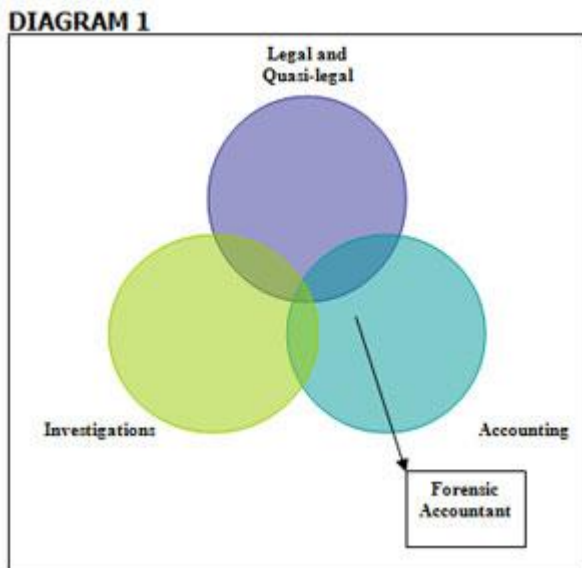 DIAGRAM 1
Legal and
Quasi-legal
Investigations
Accounting
Forensic
Accountant